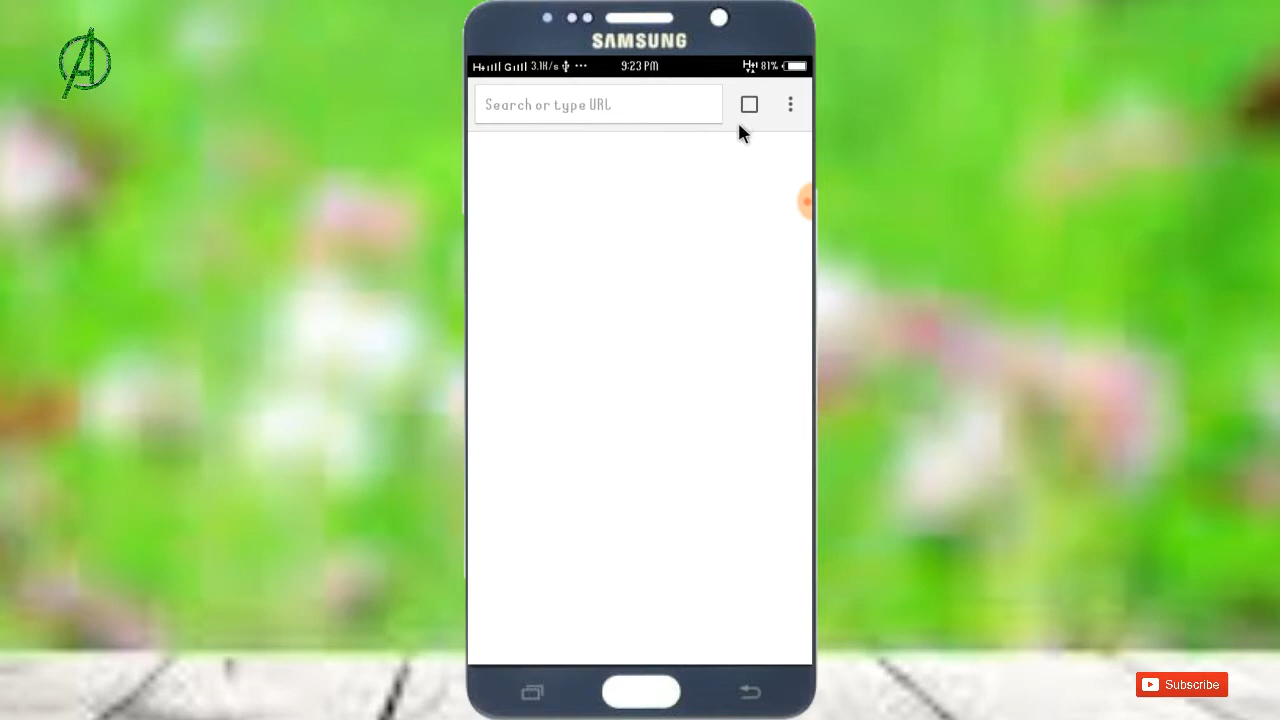 SAMSUNG
H+ G 3.1K/s ··· 9:23 PM H+ 81%
Search or type URL
Subscribe